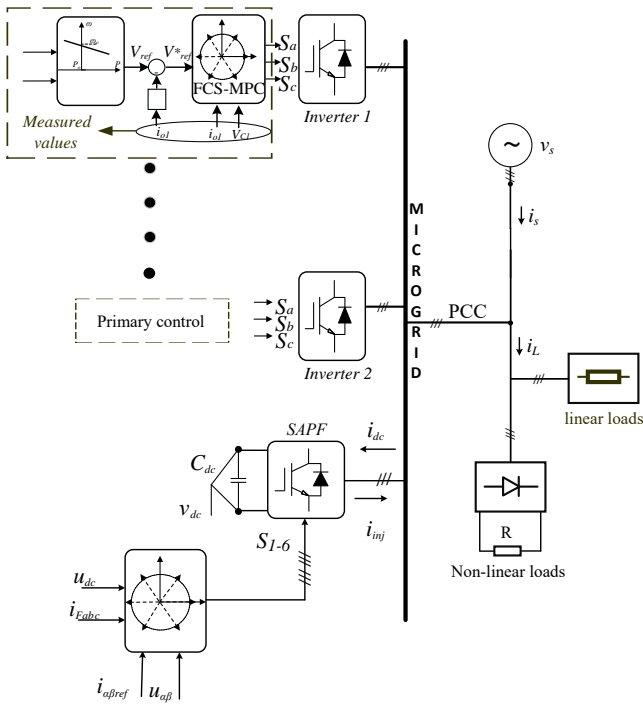 ω
P
V_ref
V*_ref
FCS-MPC
S_a
S_b
S_c
Inverter 1
Measured values
i_o1
i_o1
V_C1
v_s
i_s
MICROGRID
PCC
i_L
linear loads
R
Non-linear loads
Primary control
S_a
S_b
S_c
Inverter 2
SAPF
i_dc
C_dc
v_dc
i_inj
S_1-6
u_dc
i_Fabc
i_αβref
u_αβ